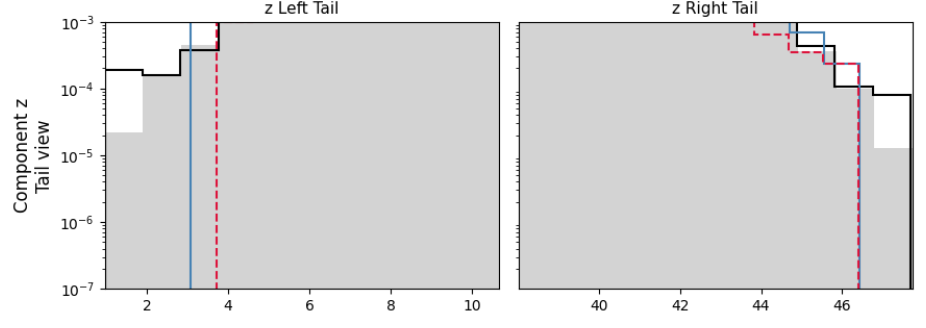 z Left Tail
z Right Tail
Component z
Tail view
10⁻³
10⁻⁴
10⁻⁵
10⁻⁶
10⁻⁷
2 4 6 8 10
40 42 44 46